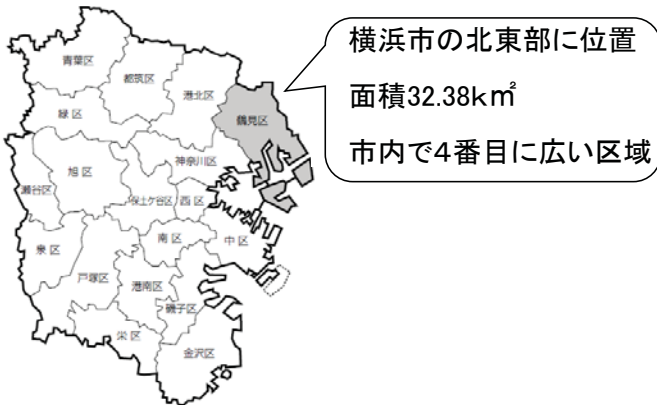 横浜市の北東部に位置
面積32.38k㎡
市内で4番目に広い区域
青葉区
都筑区
港北区
緑 区
鶴見区
神奈川区
旭 区
瀬谷区
保土ケ谷区
西 区
泉 区
南 区
中 区
戸塚区
港南区
磯子区
栄 区
金沢区